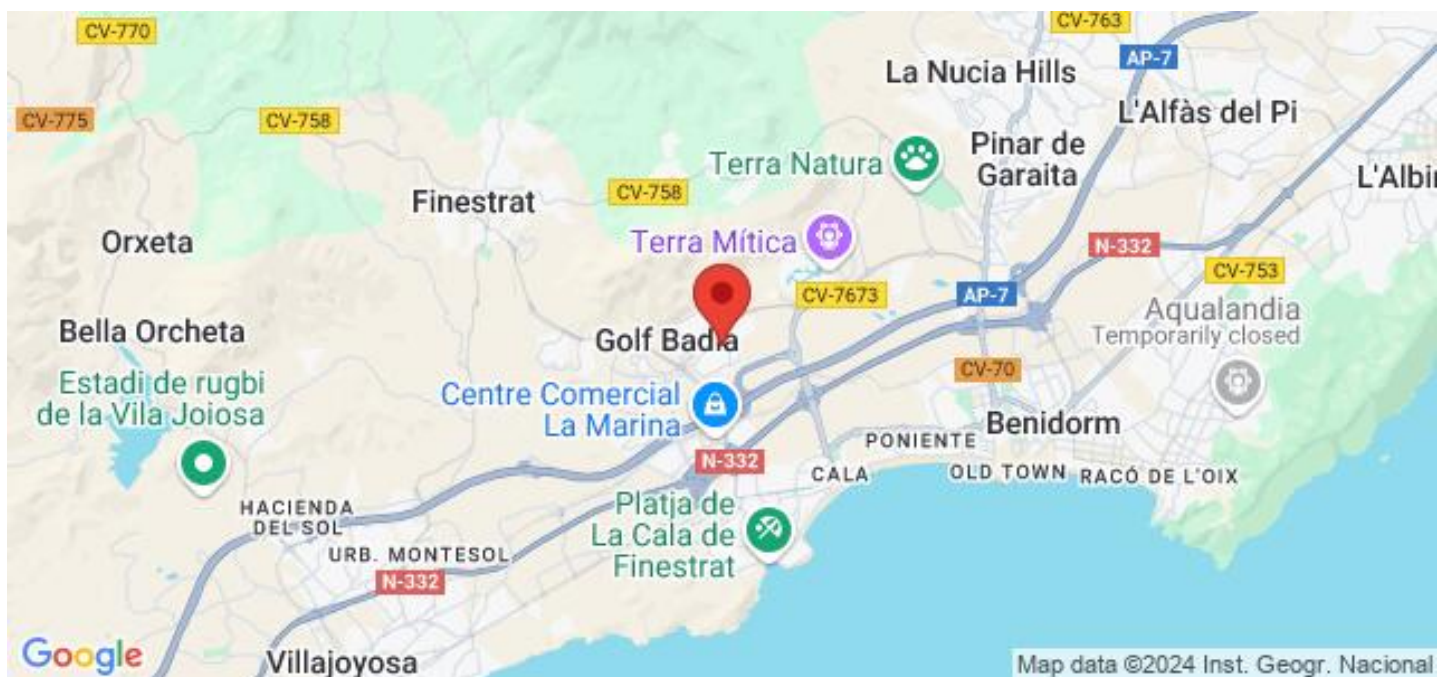 CV-770
CV-763
AP-7
La Nucia Hills
CV-775
CV-758
L'Alfàs del Pi
Terra Natura
Pinar de
Garaita
L'Albir
Finestrat
CV-758
Orxeta
Terra Mítica
N-332
CV-753
CV-7673
AP-7
Aqualandia
Temporarily closed
Bella Orcheta
Golf Badia
Estadi de rugbi
de la Vila Joiosa
CV-70
Centre Comercial
La Marina
Benidorm
PONIENTE
N-332
CALA
OLD TOWN
RACÓ DE L'OIX
HACIENDA
DEL SOL
Platja de
La Cala de
Finestrat
URB. MONTESOL
N-332
Google
Villajoyosa
Map data ©2024 Inst. Geogr. Nacional